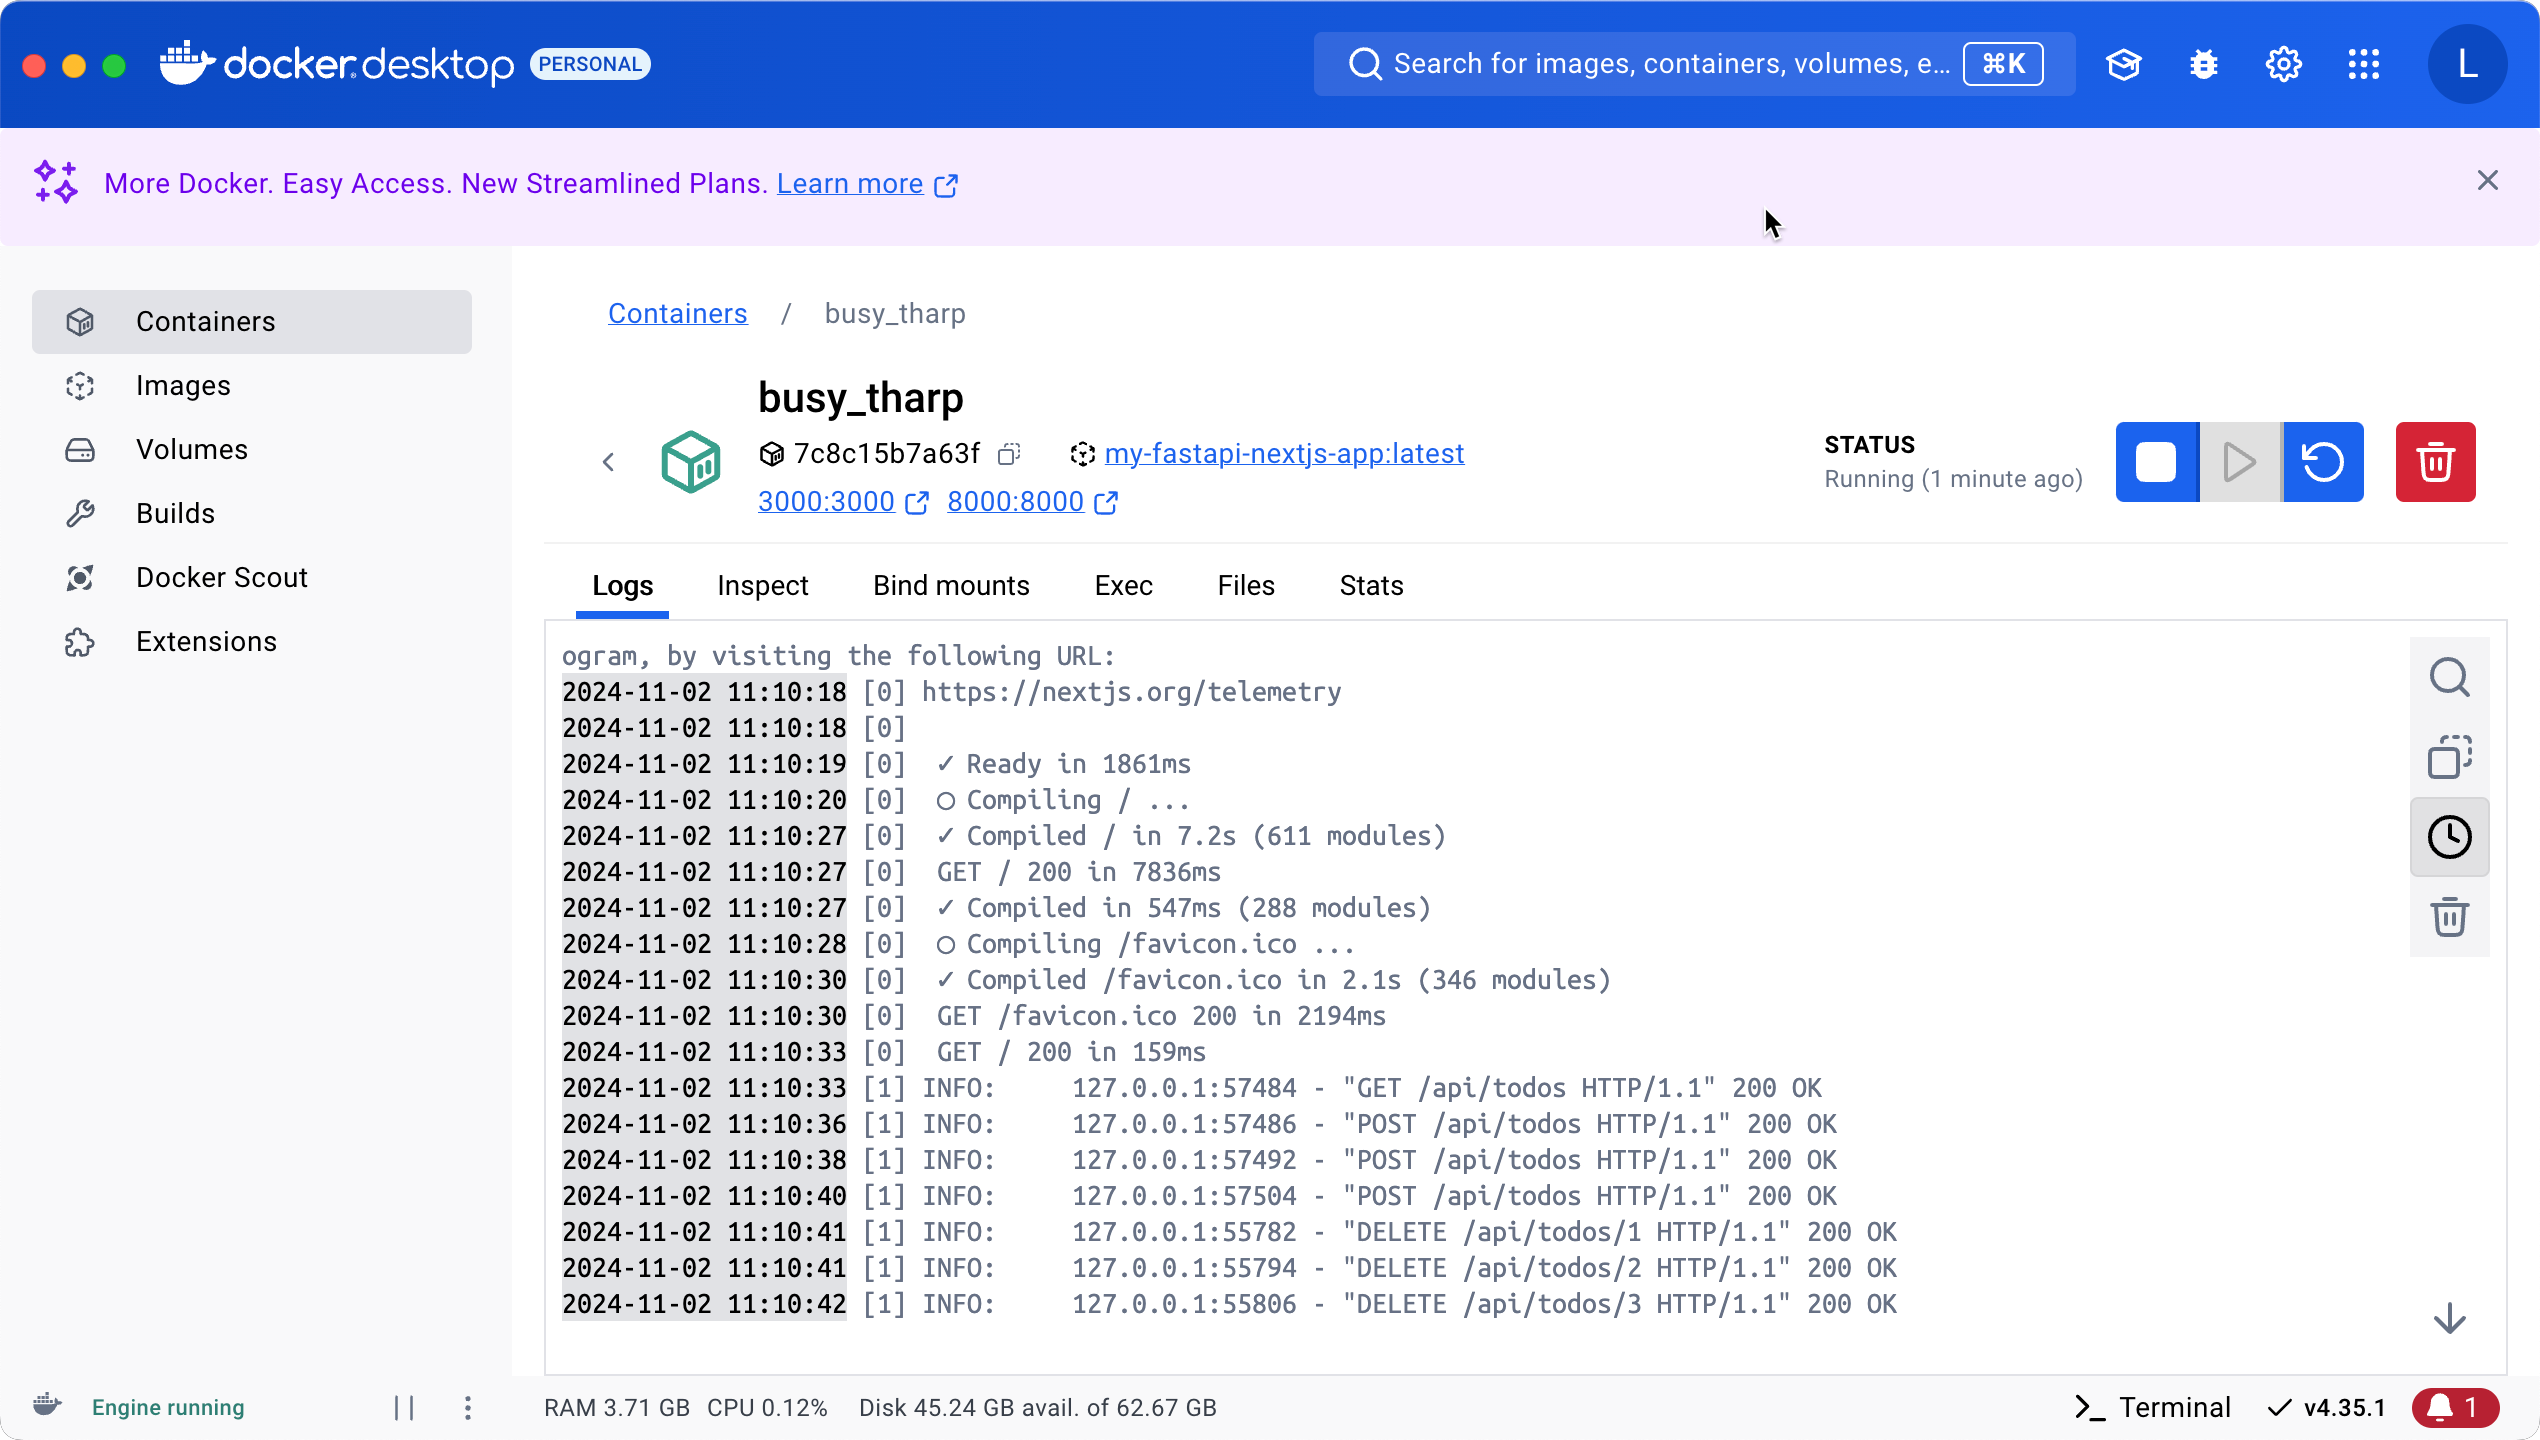 docker desktop PERSONAL
Search for images, containers, volumes, e... ⌘K
L
More Docker. Easy Access. New Streamlined Plans. Learn more
Containers
Images
Volumes
Builds
Docker Scout
Extensions
Containers / busy_tharp
busy_tharp
7c8c15b7a63f my-fastapi-nextjs-app:latest
3000:3000 8000:8000
STATUS
Running (1 minute ago)
Logs Inspect Bind mounts Exec Files Stats
ogram, by visiting the following URL:
2024-11-02 11:10:18 [0] https://nextjs.org/telemetry
2024-11-02 11:10:18 [0]
2024-11-02 11:10:19 [0] ✓ Ready in 1861ms
2024-11-02 11:10:20 [0] ○ Compiling / ...
2024-11-02 11:10:27 [0] ✓ Compiled / in 7.2s (611 modules)
2024-11-02 11:10:27 [0] GET / 200 in 7836ms
2024-11-02 11:10:27 [0] ✓ Compiled in 547ms (288 modules)
2024-11-02 11:10:28 [0] ○ Compiling /favicon.ico ...
2024-11-02 11:10:30 [0] ✓ Compiled /favicon.ico in 2.1s (346 modules)
2024-11-02 11:10:30 [0] GET /favicon.ico 200 in 2194ms
2024-11-02 11:10:33 [0] GET / 200 in 159ms
2024-11-02 11:10:33 [1] INFO: 127.0.0.1:57484 - "GET /api/todos HTTP/1.1" 200 OK
2024-11-02 11:10:36 [1] INFO: 127.0.0.1:57486 - "POST /api/todos HTTP/1.1" 200 OK
2024-11-02 11:10:38 [1] INFO: 127.0.0.1:57492 - "POST /api/todos HTTP/1.1" 200 OK
2024-11-02 11:10:40 [1] INFO: 127.0.0.1:57504 - "POST /api/todos HTTP/1.1" 200 OK
2024-11-02 11:10:41 [1] INFO: 127.0.0.1:55782 - "DELETE /api/todos/1 HTTP/1.1" 200 OK
2024-11-02 11:10:41 [1] INFO: 127.0.0.1:55794 - "DELETE /api/todos/2 HTTP/1.1" 200 OK
2024-11-02 11:10:42 [1] INFO: 127.0.0.1:55806 - "DELETE /api/todos/3 HTTP/1.1" 200 OK
Engine running
RAM 3.71 GB CPU 0.12% Disk 45.24 GB avail. of 62.67 GB
Terminal
v4.35.1
1